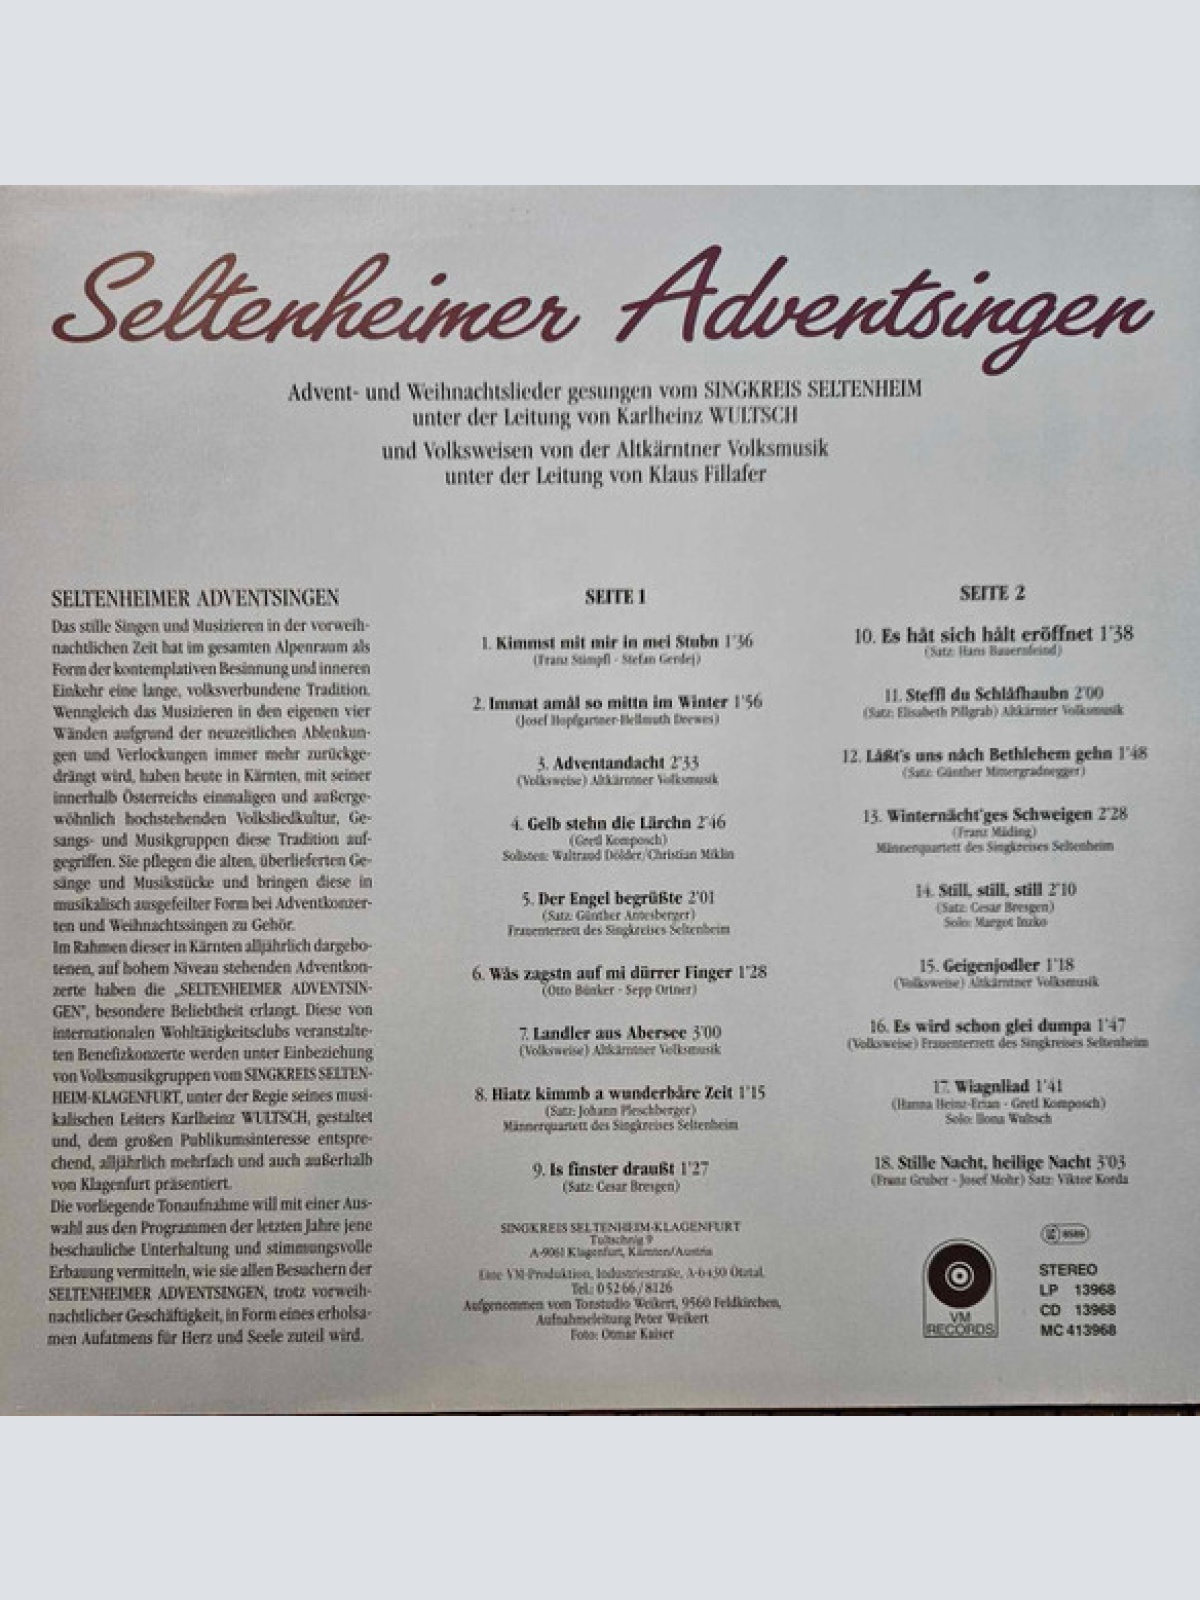 Seltenheimer Adventsingen
Advent- und Weihnachtslieder gesungen vom SINGKREIS SELTENHEIM
unter der Leitung von Karlheinz WULTSCH
und Volksweisen von der Altkärntner Volksmusik
unter der Leitung von Klaus Fillafer
SELTENHEIMER ADVENTSINGEN
Das stille Singen und Musizieren in der vorweih-
nachtlichen Zeit hat im gesamten Alpenraum als
Form der kontemplativen Besinnung und inneren
Einkehr eine lange, volksverbundene Tradition.
Wenngleich das Musizieren in den eigenen vier
Wänden aufgrund der neuzeitlichen Ablenkun-
gen und Verlockungen immer mehr zurückge-
drängt wird, haben heute in Kärnten, mit seiner
innerhalb Österreichs einmaligen und außerge-
wöhnlich hochstehenden Volksliedkultur, Ge-
sangs- und Musikgruppen diese Tradition auf-
gegriffen. Sie pflegen die alten, überlieferten Ge-
sänge und Musikstücke und bringen diese in
musikalisch ausgefeilter Form bei Adventkonzer-
ten und Weihnachtssingen zu Gehör.
Im Rahmen dieser in Kärnten alljährlich dargebo-
tenen, auf hohem Niveau stehenden Adventkon-
zerte haben die „SELTENHEIMER ADVENTSIN-
GEN", besondere Beliebtheit erlangt. Diese von
internationalen Wohltätigkeitsclubs veranstalte-
ten Benefizkonzerte werden unter Einbeziehung
von Volksmusikgruppen vom SINGKREIS SELTEN-
HEIM-KLAGENFURT, unter der Regie seines musi-
kalischen Leiters Karlheinz WULTSCH, gestaltet
und, dem großen Publikumsinteresse entspre-
chend, alljährlich mehrfach und auch außerhalb
von Klagenfurt präsentiert.
Die vorliegende Tonaufnahme will mit einer Aus-
wahl aus den Programmen der letzten Jahre jene
beschauliche Unterhaltung und stimmungsvolle
Erbauung vermitteln, wie sie allen Besuchern der
SELTENHEIMER ADVENTSINGEN, trotz vorweih-
nachtlicher Geschäftigkeit, in Form eines erholsa-
men Aufatmens für Herz und Seele zuteil wird.
SEITE 1
1. Kimmst mit mir in mei Stubn 1'36
(Franz Stimpfl - Stefan Gerdej)
2. Immat amål so mittn im Winter 1'56
(Josef Hopfgartner-Hellmuth Drewes)
3. Adventandacht 2'33
(Volksweise) Altkärntner Volksmusik
4. Gelb stehn die Lärchn 2'46
(Gretl Komposch)
Solisten: Waltraud Dölder/Christian Miklin
5. Der Engel begrüßte 2'01
(Satz: Günther Antesberger)
Frauenterzett des Singkreises Seltenheim
6. Wås zagstn auf mi dürrer Finger 1'28
(Otto Bünker - Sepp Ortner)
7. Landler aus Abersee 3'00
(Volksweise) Altkärntner Volksmusik
8. Hiatz kimmb a wunderbåre Zeit 1'15
(Satz: Johann Pleschberger)
Männerquartett des Singkreises Seltenheim
9. Is finster draußt 1'27
(Satz: Cesar Bresgen)
SINGKREIS SELTENHEIM-KLAGENFURT
Tultschnig 9
A-9061 Klagenfurt, Kärnten/Austria
Eine VM-Produktion, Industriestraße, A-6430 Ötztal.
Tel.: 05266/8126
Aufgenommen vom Tonstudio Weikert, 9560 Feldkirchen,
Aufnahmeleitung Peter Weikert
Foto: Otmar Kaiser
SEITE 2
10. Es håt sich hålt eröffnet 1'38
(Satz: Hans Bauernfeind)
11. Steffl du Schlåfhaubn 2'00
(Satz: Elisabeth Pillgrab) Altkärnter Volksmusik
12. Låßt's uns nåch Bethlehem gehn 1'48
(Satz: Günther Mittergradnegger)
13. Winternächt'ges Schweigen 2'28
(Franz Mäding)
Männerquartett des Singkreises Seltenheim
14. Still, still, still 2'10
(Satz: Cesar Bresgen)
Solo: Margot Inzko
15. Geigenjodler 1'18
(Volksweise) Altkärntner Volksmusik
16. Es wird schon glei dumpa 1'47
(Volksweise) Frauenterzett des Singkreises Seltenheim
17. Wiagnliad 1'41
(Hanna Heinz-Erian - Gretl Komposch)
Solo: Ilona Wultsch
18. Stille Nacht, heilige Nacht 3'03
(Franz Gruber - Josef Mohr) Satz: Viktor Korda
VM
RECORDS
STEREO
LP 13968
CD 13968
MC 413968